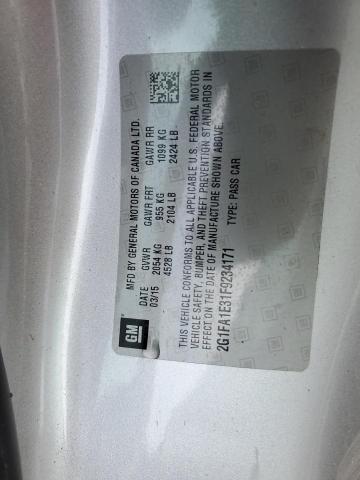 GM
MFD BY GENERAL MOTORS OF CANADA LTD.
DATE GVWR GAWR FRT GAWR RR
03/15 2054 KG 955 KG 1099 KG
4528 LB 2104 LB 2424 LB
THIS VEHICLE CONFORMS TO ALL APPLICABLE U.S. FEDERAL MOTOR
VEHICLE SAFETY, BUMPER, AND THEFT PREVENTION STANDARDS IN
EFFECT ON THE DATE OF MANUFACTURE SHOWN ABOVE.
2G1FA1E31F9234171 TYPE: PASS CAR